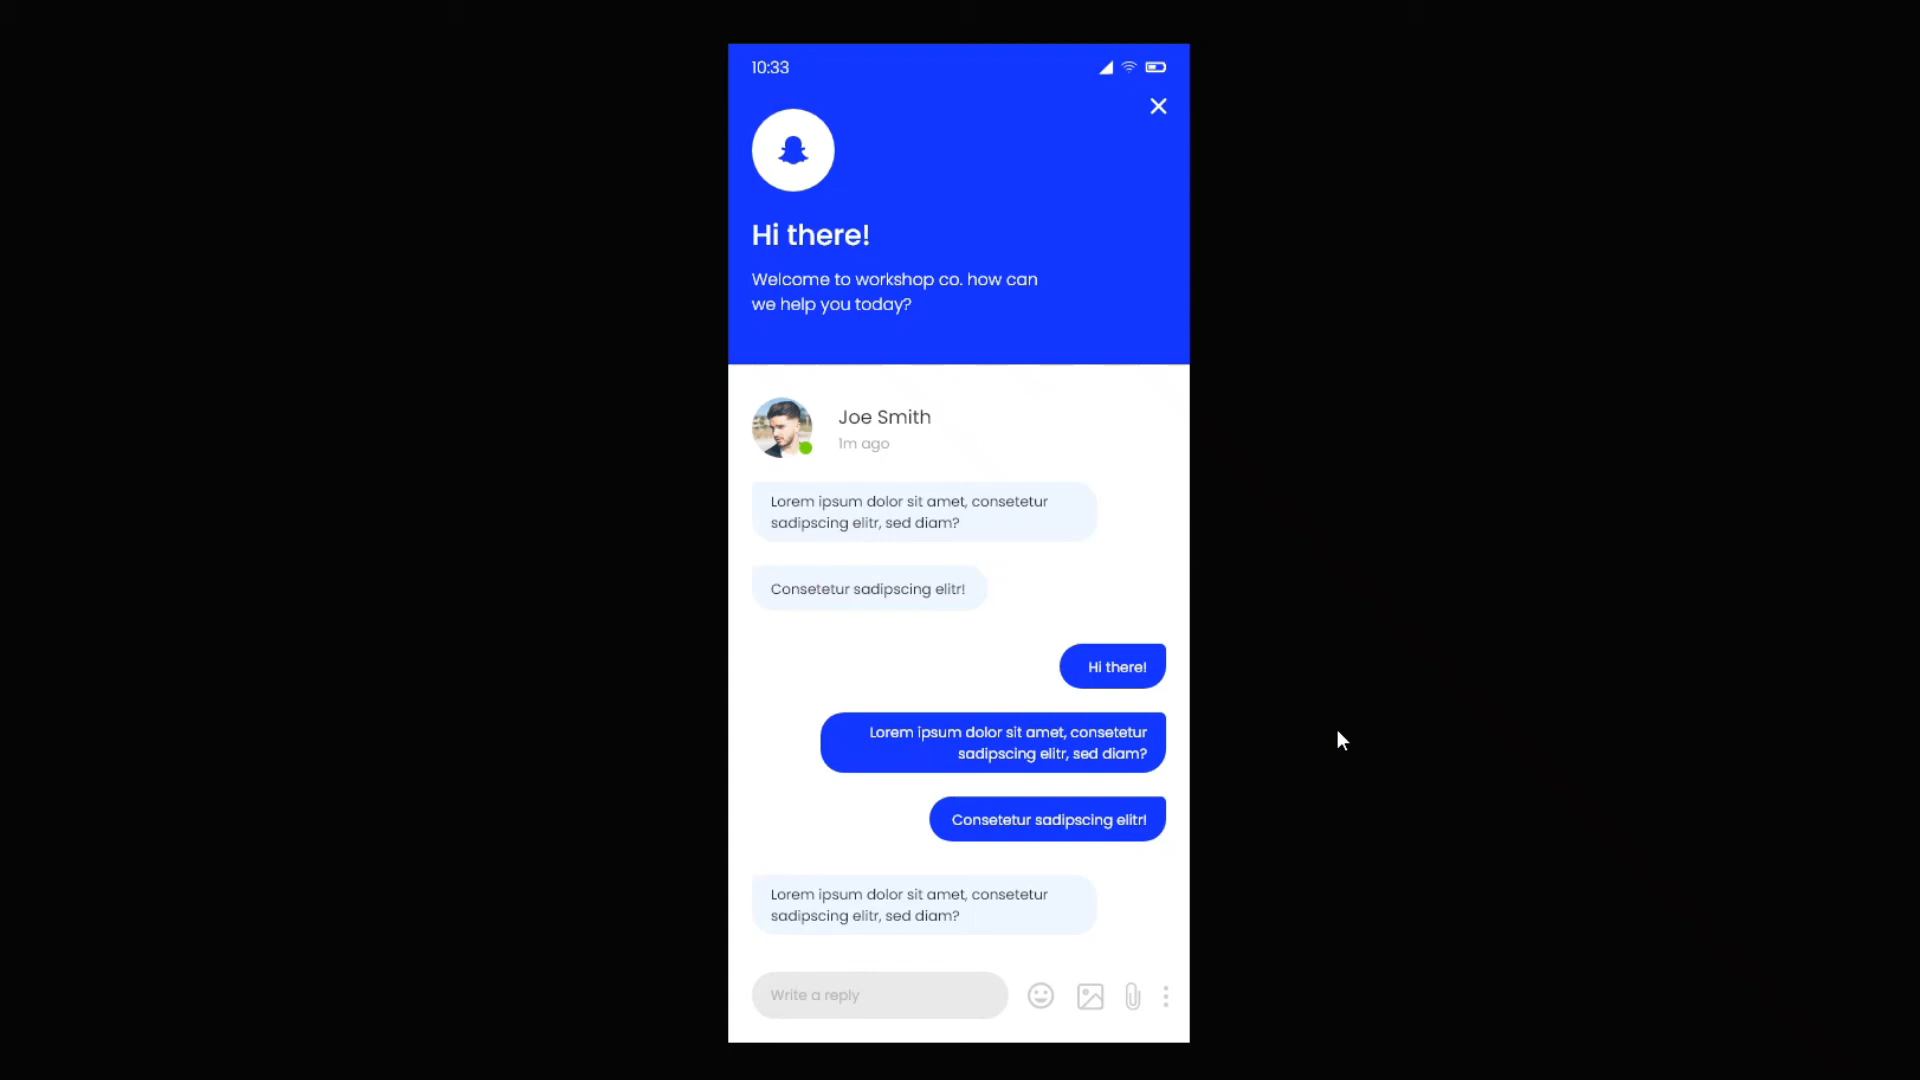 10:33
Hi there!
Welcome to workshop co. how can
we help you today?
Joe Smith
1m ago
Lorem ipsum dolor sit amet, consetetur
sadipscing elitr, sed diam?
Consetetur sadipscing elitr!
Hi there!
Lorem ipsum dolor sit amet, consetetur
sadipscing elitr, sed diam?
Consetetur sadipscing elitr!
Lorem ipsum dolor sit amet, consetetur
sadipscing elitr, sed diam?
Write a reply